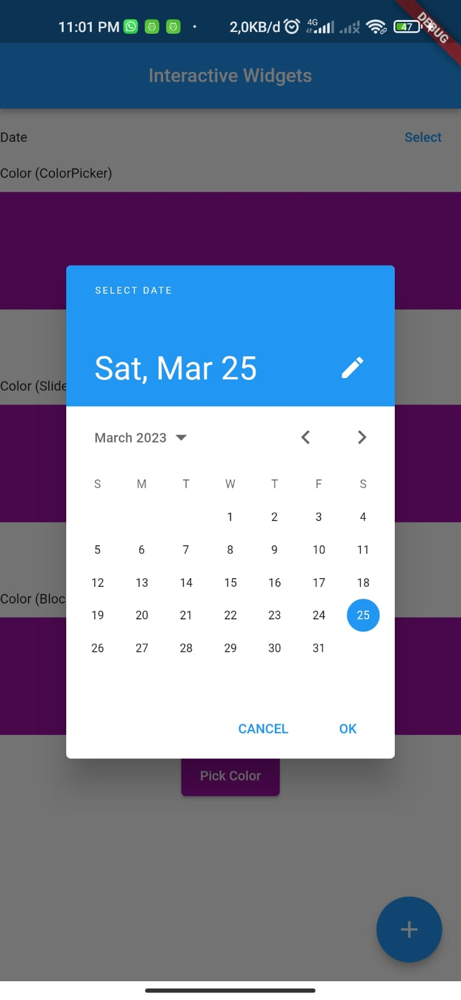 11:01 PM 2,0KB/d 4G 47
DEBUG
Interactive Widgets
Date Select
Color (ColorPicker)
SELECT DATE
Sat, Mar 25
Color (Slide
March 2023
S M T W T F S
1 2 3 4
5 6 7 8 9 10 11
12 13 14 15 16 17 18
Color (Bloc
19 20 21 22 23 24 25
26 27 28 29 30 31
CANCEL OK
Pick Color